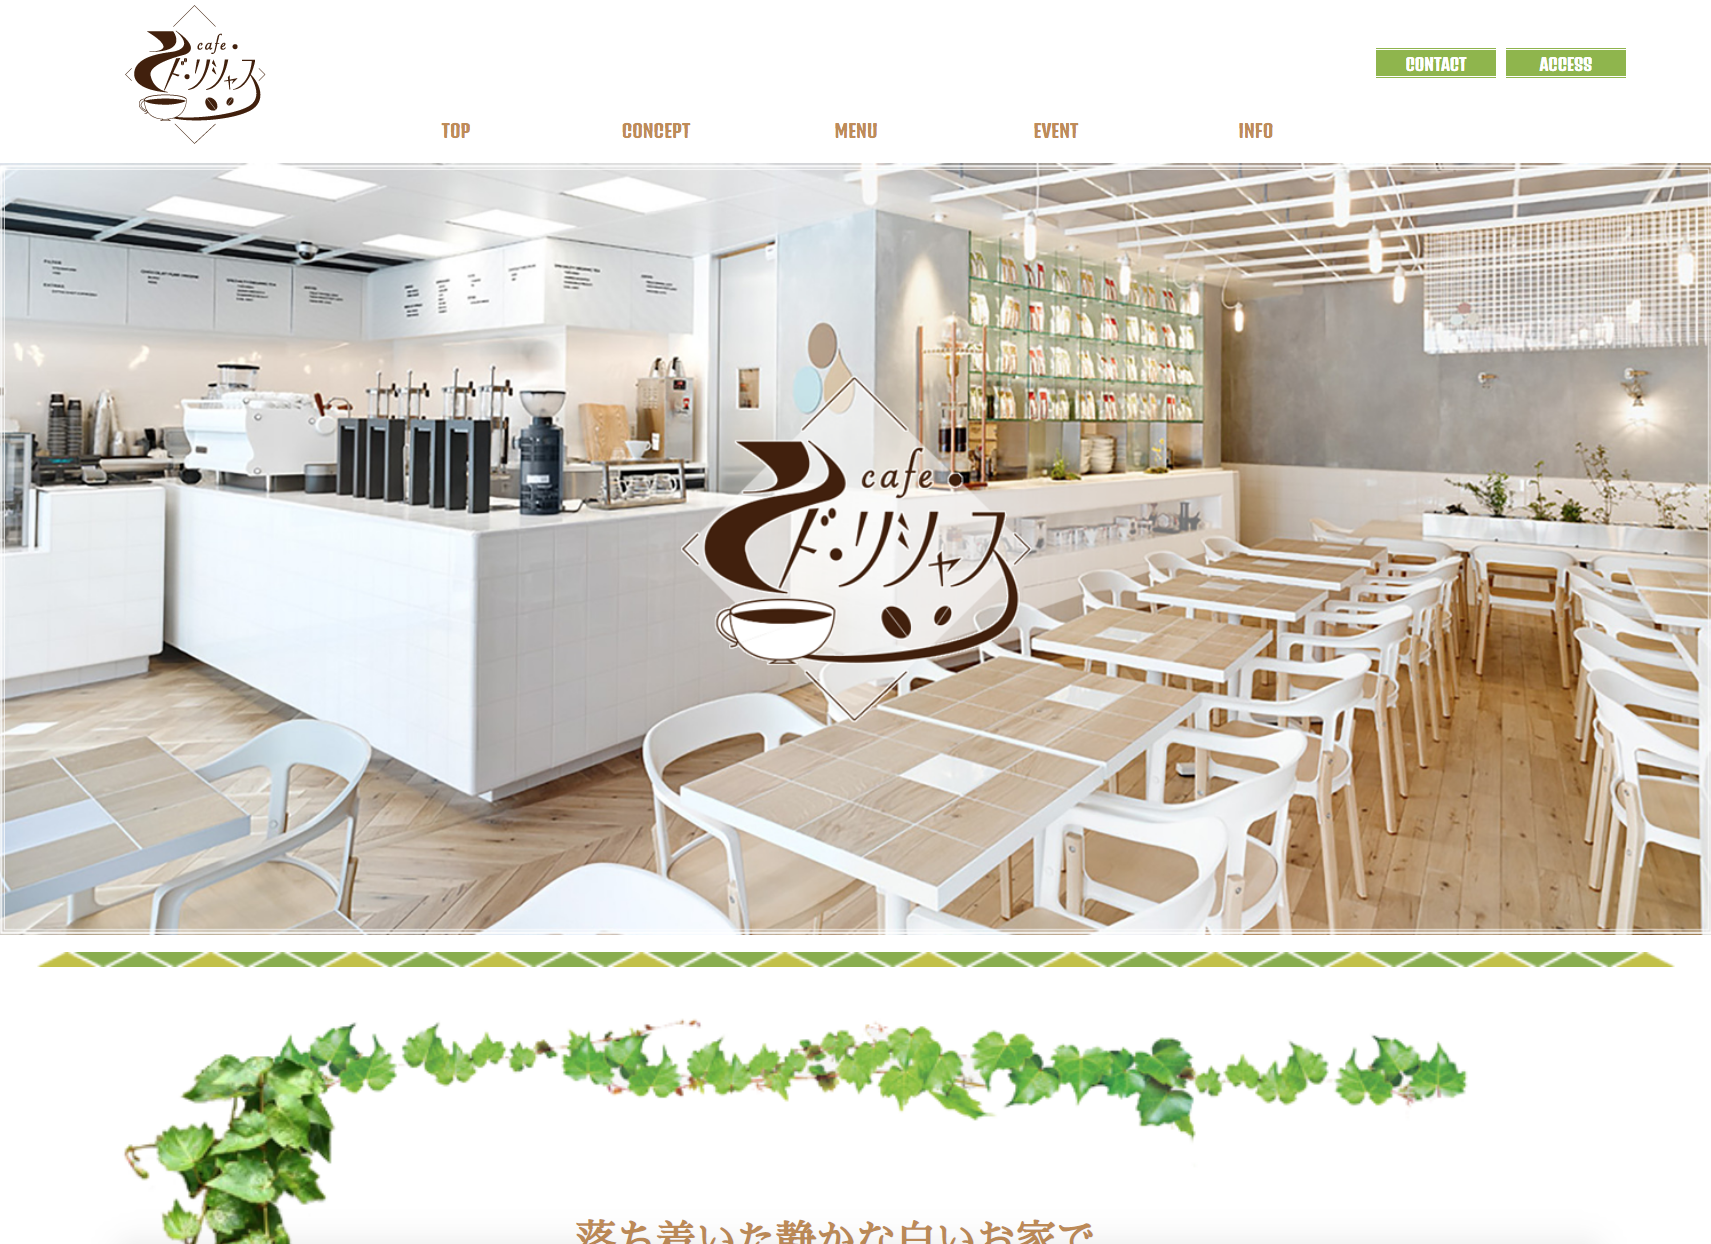 cafe
ド・リシャス
CONTACT
ACCESS
TOP
CONCEPT
MENU
EVENT
INFO
cafe
ド・リシャス
落ち着いた静かな白いお家で